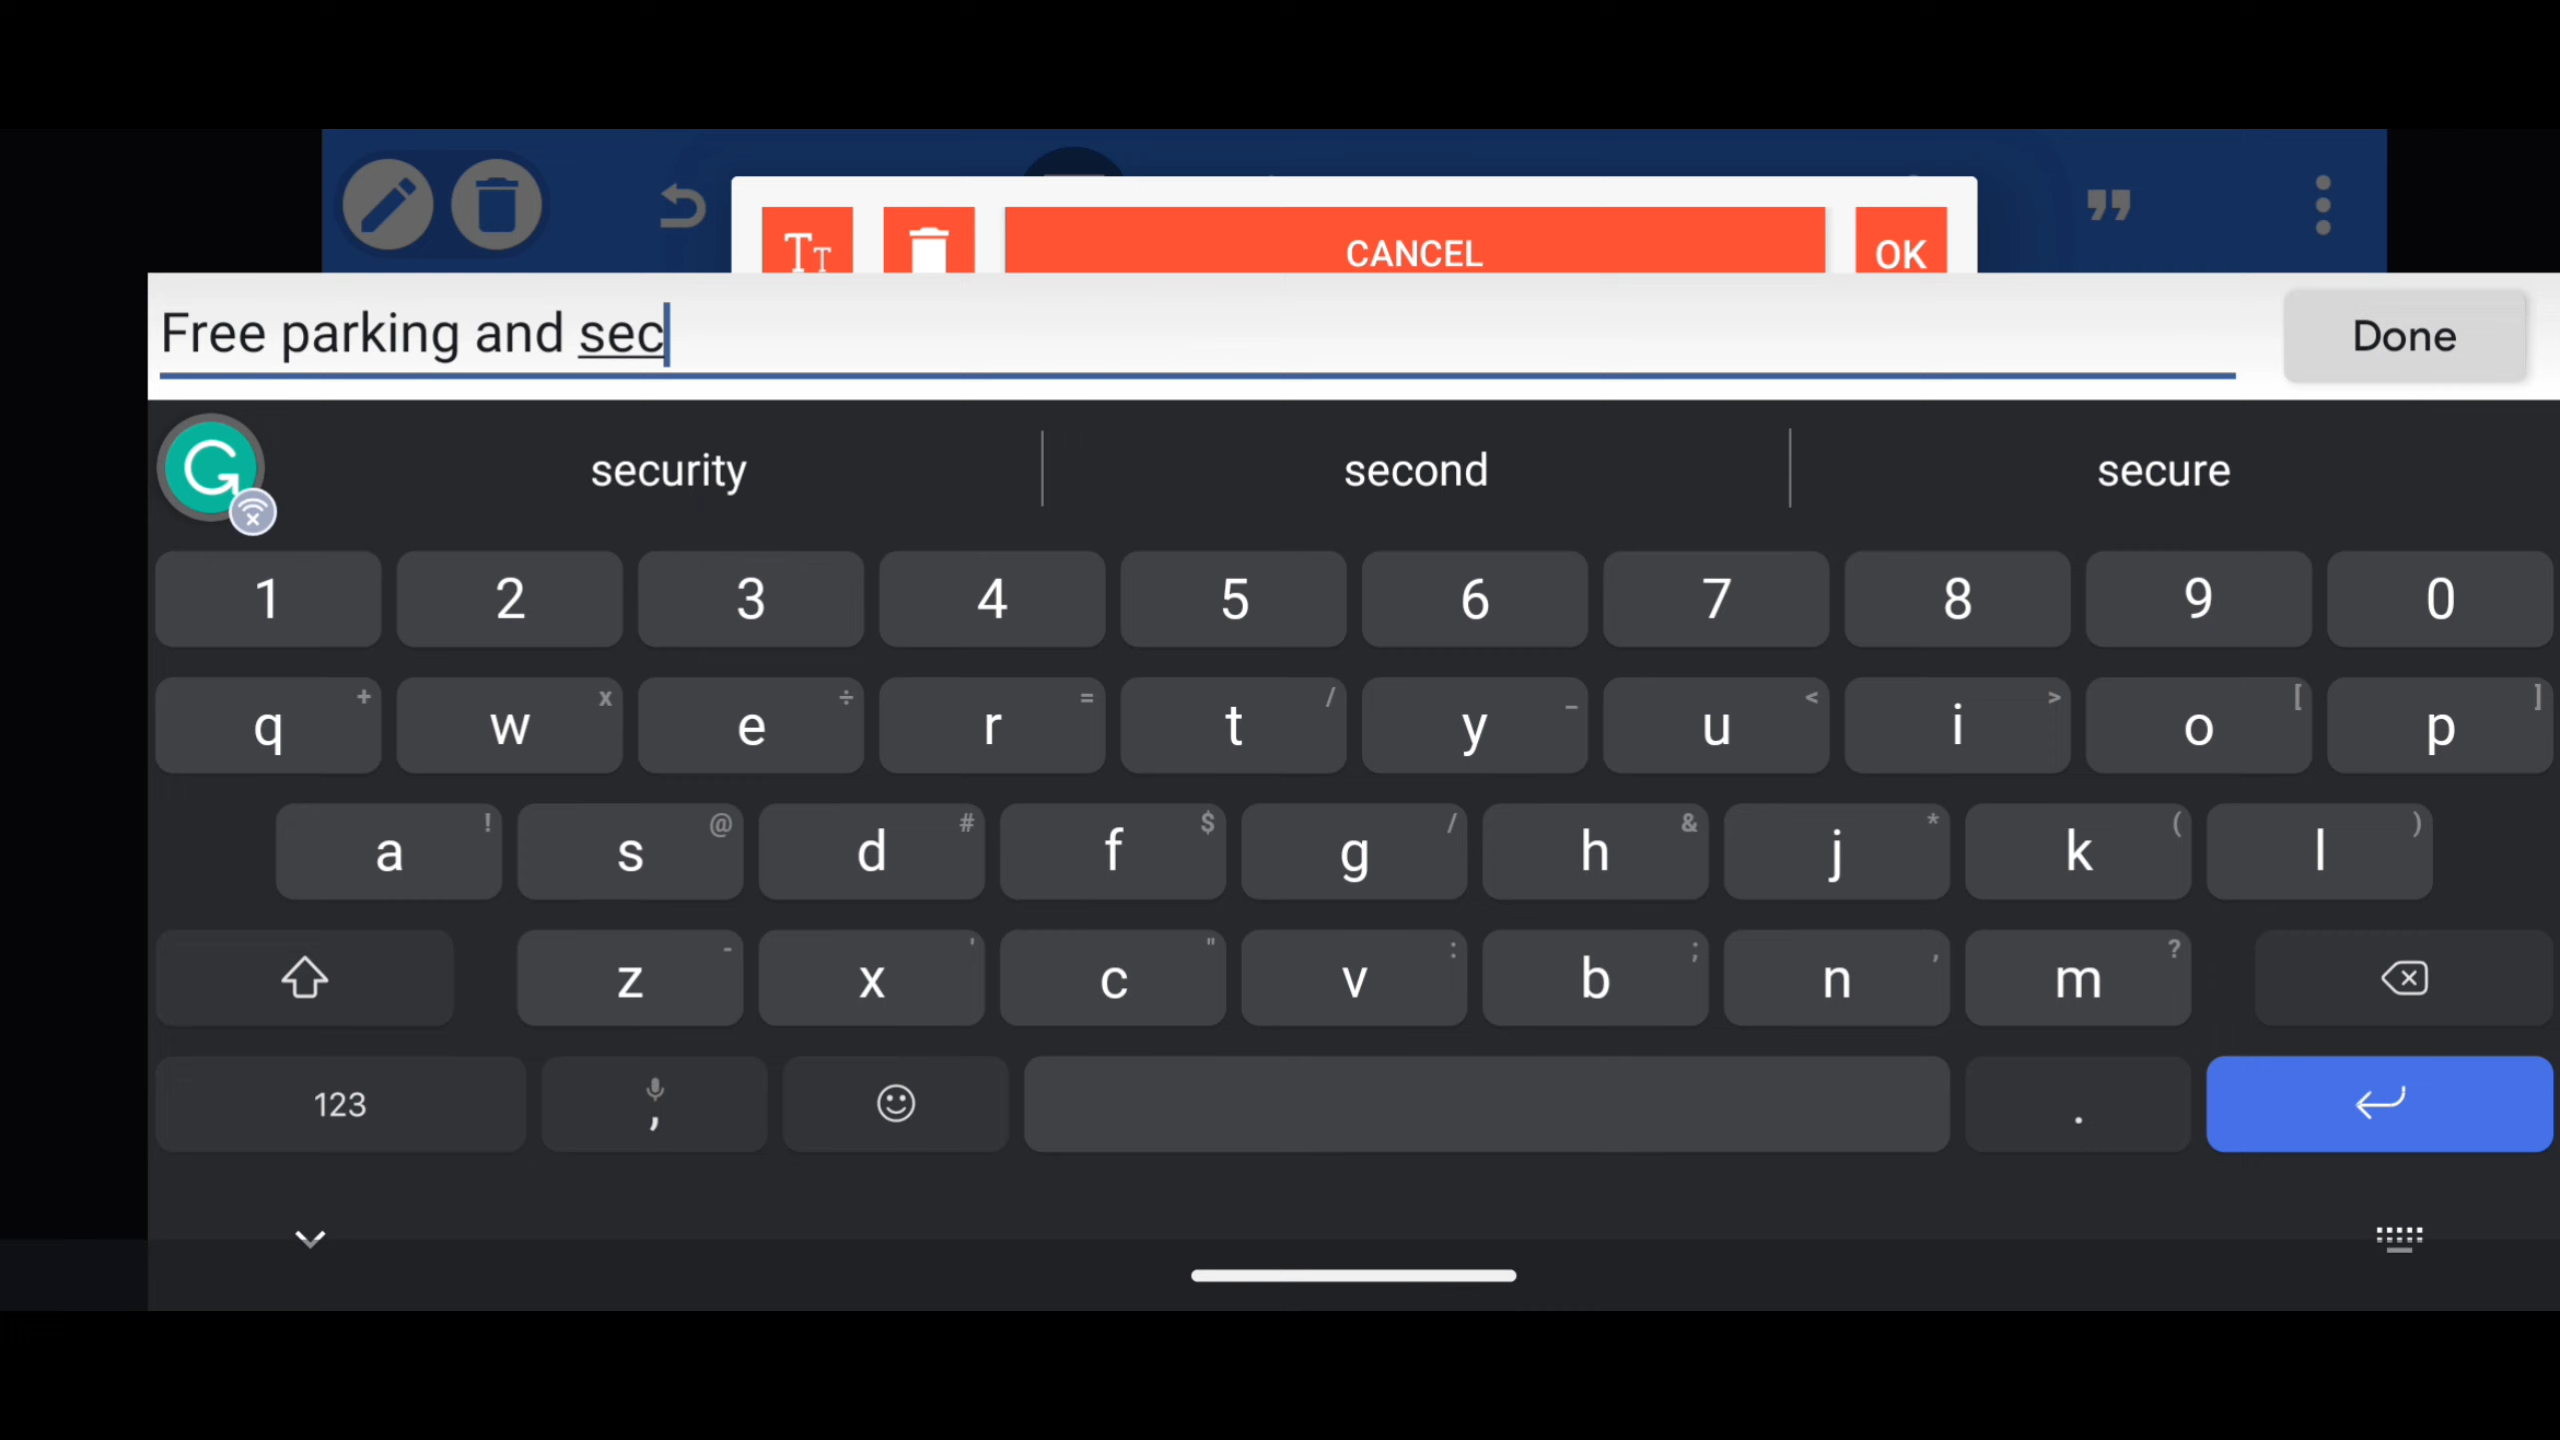 CANCEL
OK
Free parking and sec
Done
security second secure
1 2 3 4 5 6 7 8 9 0
q + w x e ÷ r = t / y _ u < i > o [ p ]
a ! s @ d # f $ g / h & j * k ( l )
z - x ' c " v : b ; n , m ?
123 , .